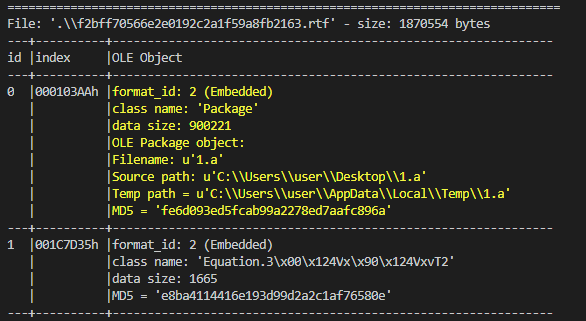 ===============================================================================
File: '.\\f2bff70566e2e0192c2a1f59a8fb2163.rtf' - size: 1870554 bytes
---+----------+---------------------------------------------------------------
id |index     |OLE Object
---+----------+---------------------------------------------------------------
0  |000103AAh |format_id: 2 (Embedded)
   |          |class name: 'Package'
   |          |data size: 900221
   |          |OLE Package object:
   |          |Filename: u'1.a'
   |          |Source path: u'C:\\Users\\user\\Desktop\\1.a'
   |          |Temp path = u'C:\\Users\\user\\AppData\\Local\\Temp\\1.a'
   |          |MD5 = 'fe6d093ed5fcab99a2278ed7aafc896a'
---+----------+---------------------------------------------------------------
1  |001C7D35h |format_id: 2 (Embedded)
   |          |class name: 'Equation.3\x00\x124Vx\x90\x124VxvT2'
   |          |data size: 1665
   |          |MD5 = 'e8ba4114416e193d99d2a2c1af76580e'
---+----------+---------------------------------------------------------------